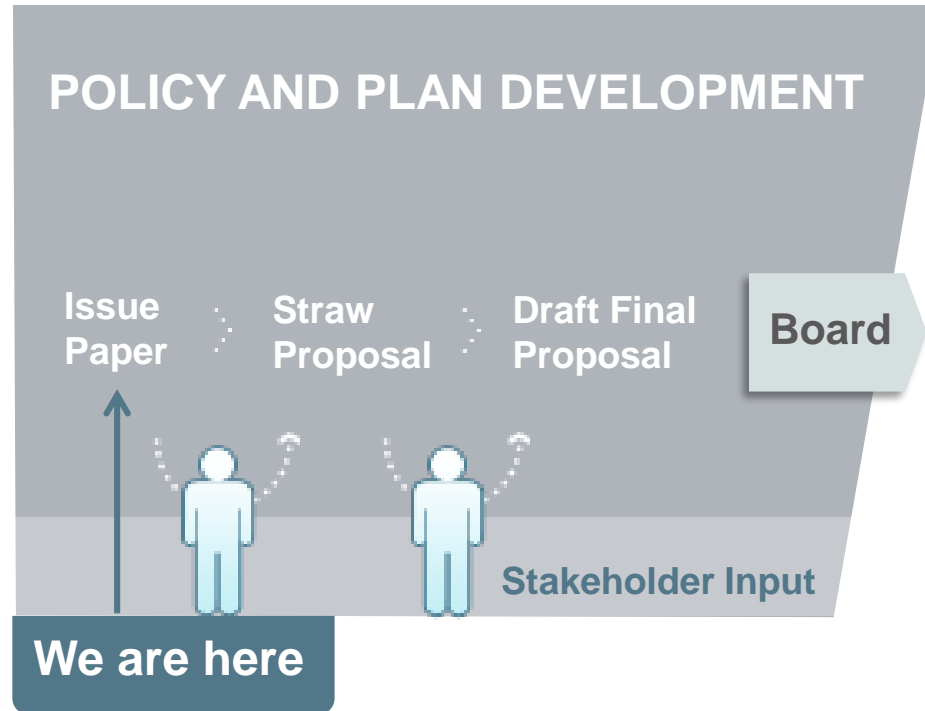 POLICY AND PLAN DEVELOPMENT
Issue
Paper
Straw
Proposal
Draft Final
Proposal
Board
Stakeholder Input
We are here